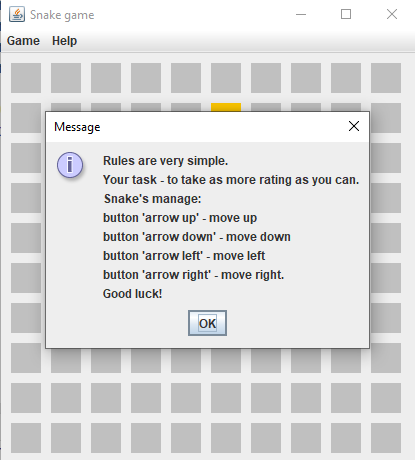 Snake game
Game Help
Message
Rules are very simple.
Your task - to take as more rating as you can.
Snake's manage:
button 'arrow up' - move up
button 'arrow down' - move down
button 'arrow left' - move left
button 'arrow right' - move right.
Good luck!
OK